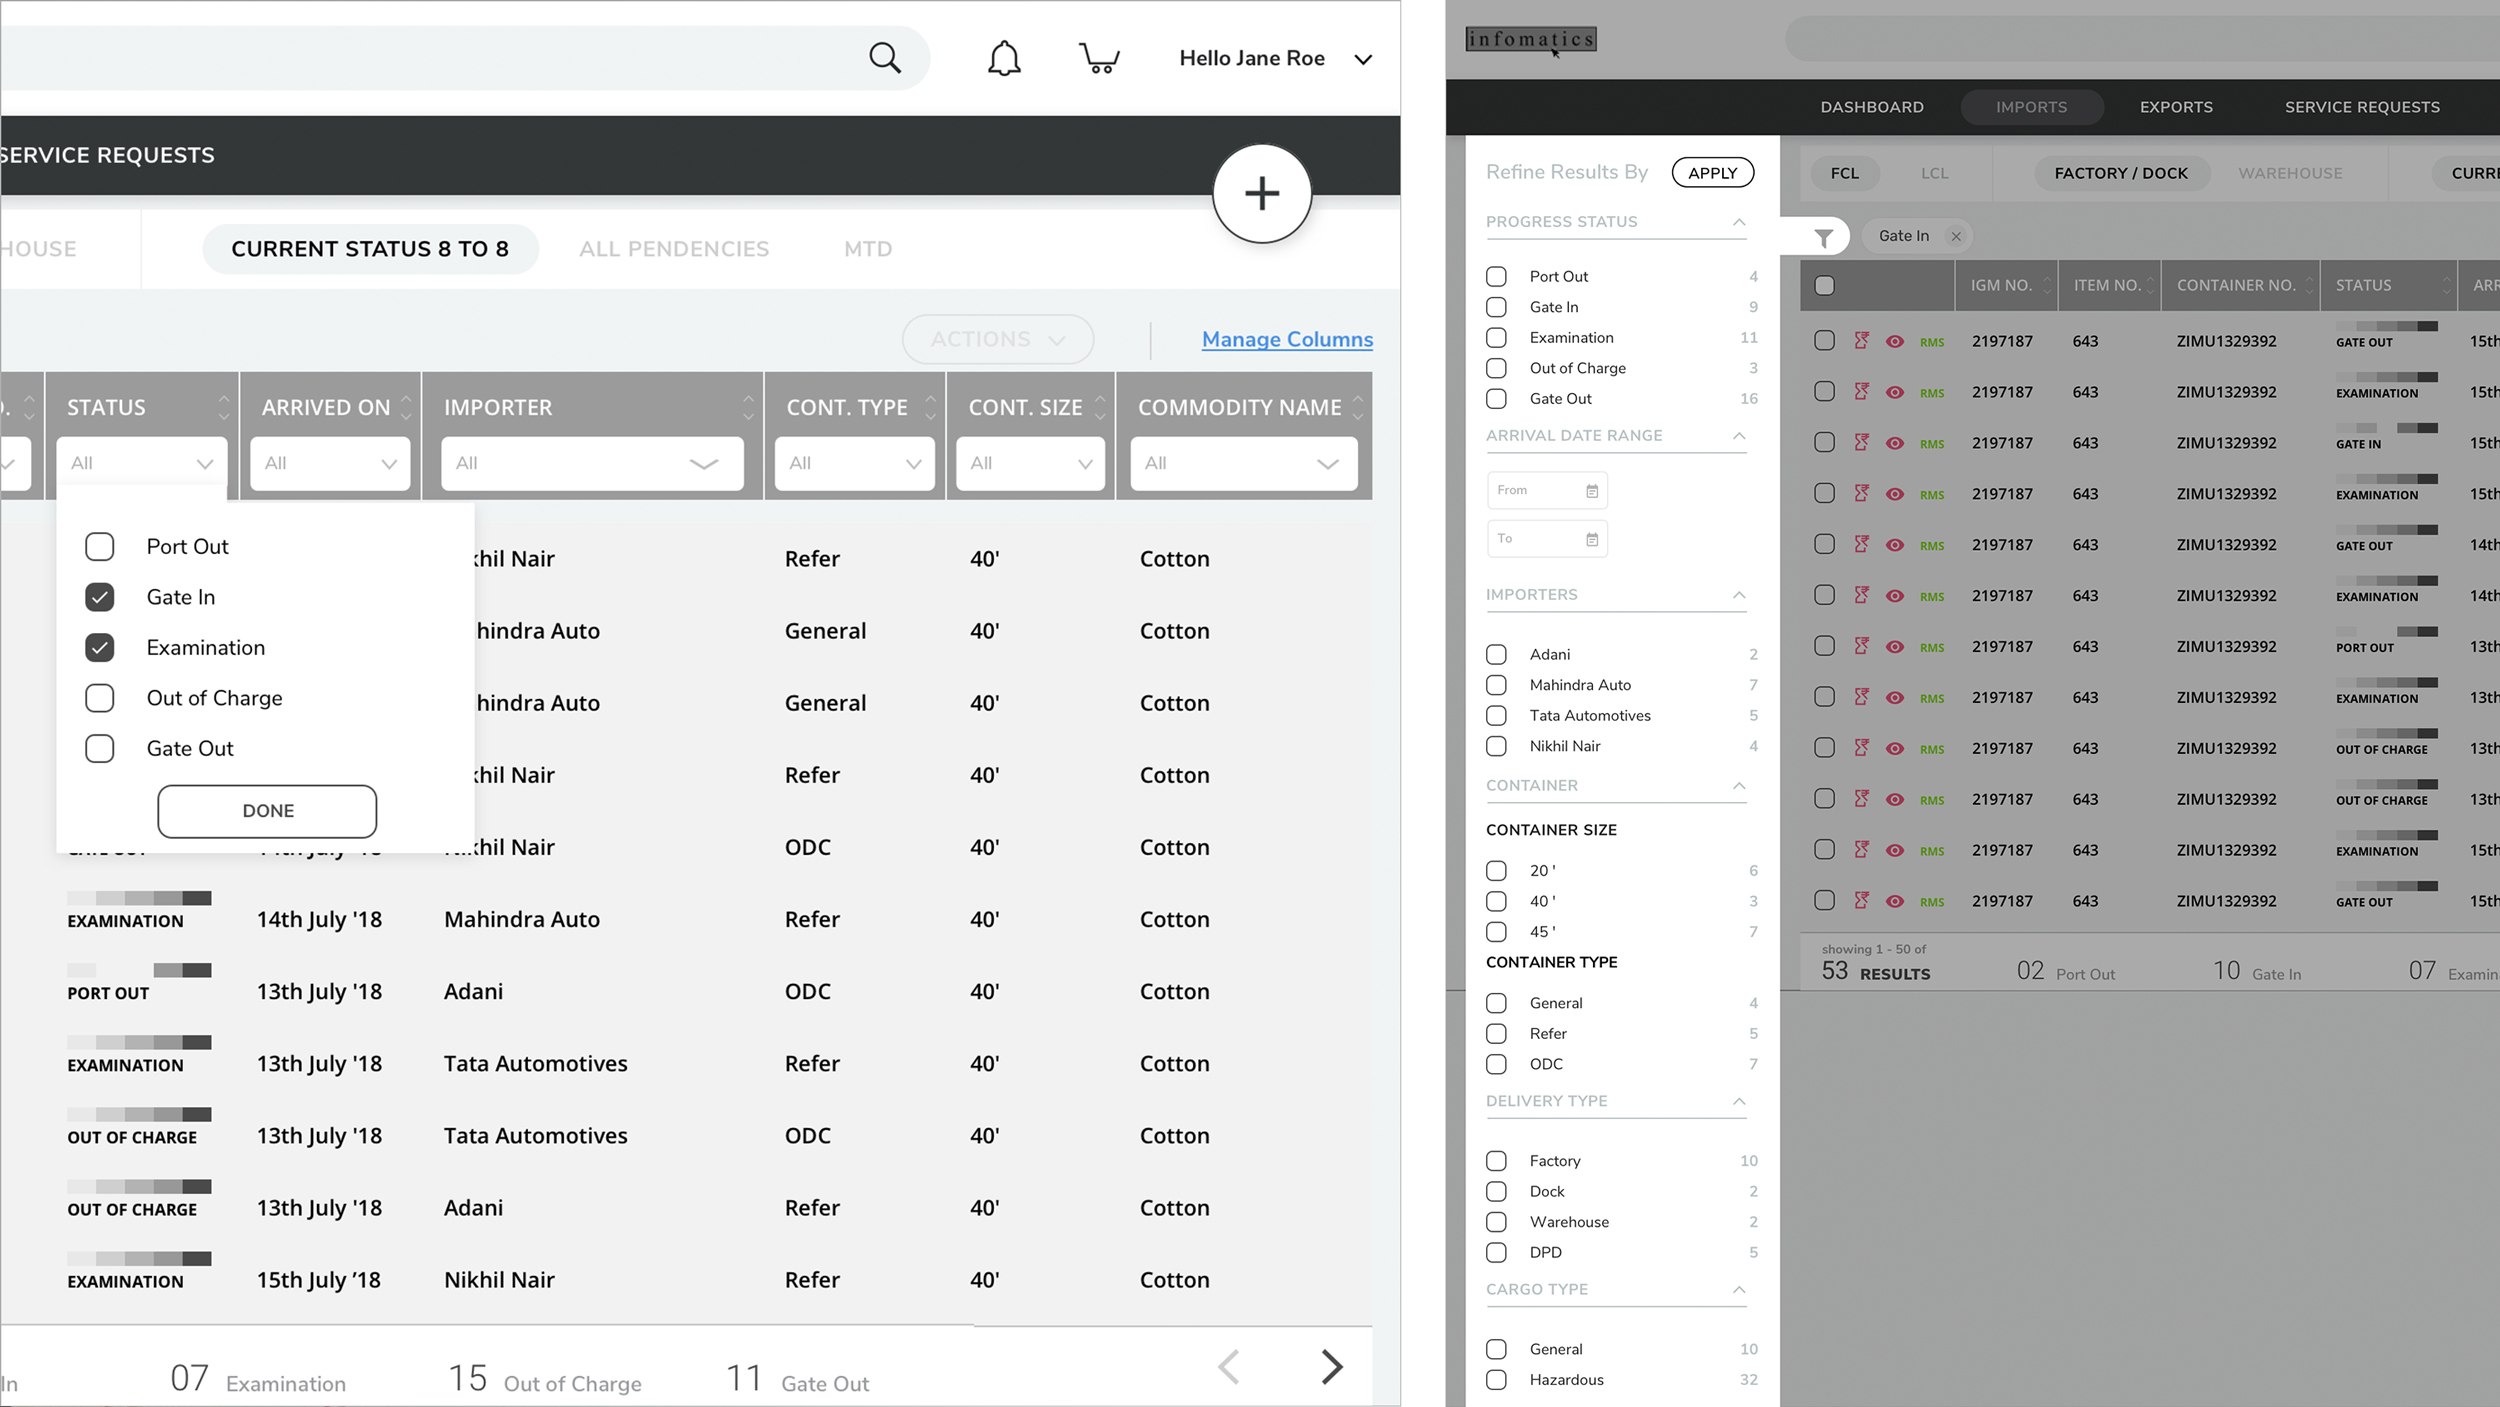 Hello Jane Roe
SERVICE REQUESTS
HOUSE
CURRENT STATUS 8 TO 8
ALL PENDENCIES
MTD
ACTIONS
Manage Columns
STATUS
ARRIVED ON
IMPORTER
CONT. TYPE
CONT. SIZE
COMMODITY NAME
All
All
All
All
All
All
Port Out
Gate In
Examination
Out of Charge
Gate Out
DONE
khil Nair Refer 40' Cotton
hindra Auto General 40' Cotton
hindra Auto General 40' Cotton
khil Nair Refer 40' Cotton
khil Nair ODC 40' Cotton
EXAMINATION 14th July '18 Mahindra Auto Refer 40' Cotton
PORT OUT 13th July '18 Adani ODC 40' Cotton
EXAMINATION 13th July '18 Tata Automotives Refer 40' Cotton
OUT OF CHARGE 13th July '18 Tata Automotives ODC 40' Cotton
OUT OF CHARGE 13th July '18 Adani Refer 40' Cotton
EXAMINATION 15th July ’18 Nikhil Nair Refer 40' Cotton
In
07 Examination
15 Out of Charge
11 Gate Out
infomatics
DASHBOARD
IMPORTS
EXPORTS
SERVICE REQUESTS
Refine Results By
APPLY
PROGRESS STATUS
Port Out 4
Gate In 9
Examination 11
Out of Charge 3
Gate Out 16
ARRIVAL DATE RANGE
From
To
IMPORTERS
Adani 2
Mahindra Auto 7
Tata Automotives 5
Nikhil Nair 4
CONTAINER
CONTAINER SIZE
20 ' 6
40 ' 3
45 ' 7
CONTAINER TYPE
General 4
Refer 5
ODC 7
DELIVERY TYPE
Factory 10
Dock 2
Warehouse 2
DPD 5
CARGO TYPE
General 10
Hazardous 32
FCL
LCL
FACTORY / DOCK
WAREHOUSE
CURRE
Gate In
IGM NO.
ITEM NO.
CONTAINER NO.
STATUS
ARR
RMS 2197187 643 ZIMU1329392 GATE OUT 15th
RMS 2197187 643 ZIMU1329392 EXAMINATION 15th
RMS 2197187 643 ZIMU1329392 GATE IN 15th
RMS 2197187 643 ZIMU1329392 EXAMINATION 15th
RMS 2197187 643 ZIMU1329392 GATE OUT 14th
RMS 2197187 643 ZIMU1329392 EXAMINATION 14th
RMS 2197187 643 ZIMU1329392 PORT OUT 13th
RMS 2197187 643 ZIMU1329392 EXAMINATION 13th
RMS 2197187 643 ZIMU1329392 OUT OF CHARGE 13th
RMS 2197187 643 ZIMU1329392 OUT OF CHARGE 13th
RMS 2197187 643 ZIMU1329392 EXAMINATION 15th
RMS 2197187 643 ZIMU1329392 GATE OUT 15th
showing 1 - 50 of
53 RESULTS
02 Port Out
10 Gate In
07 Examin